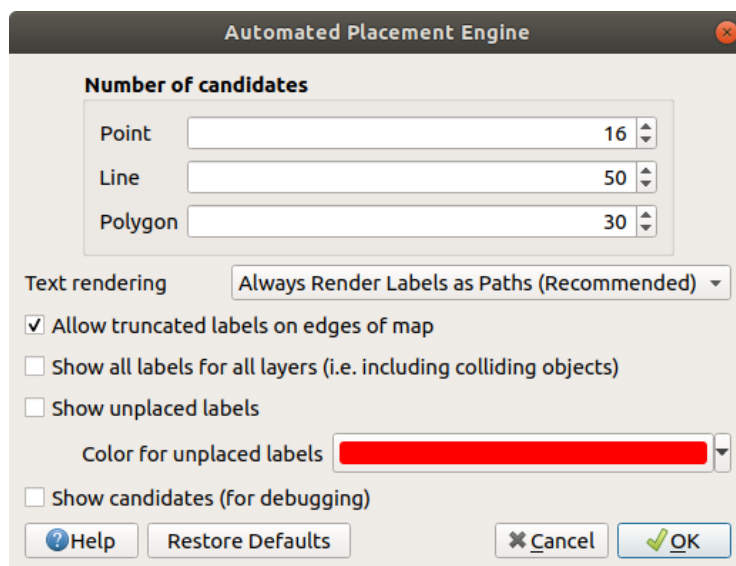 Automated Placement Engine
Number of candidates
Point 16
Line 50
Polygon 30
Text rendering Always Render Labels as Paths (Recommended)
Allow truncated labels on edges of map
Show all labels for all layers (i.e. including colliding objects)
Show unplaced labels
Color for unplaced labels
Show candidates (for debugging)
Help Restore Defaults Cancel OK